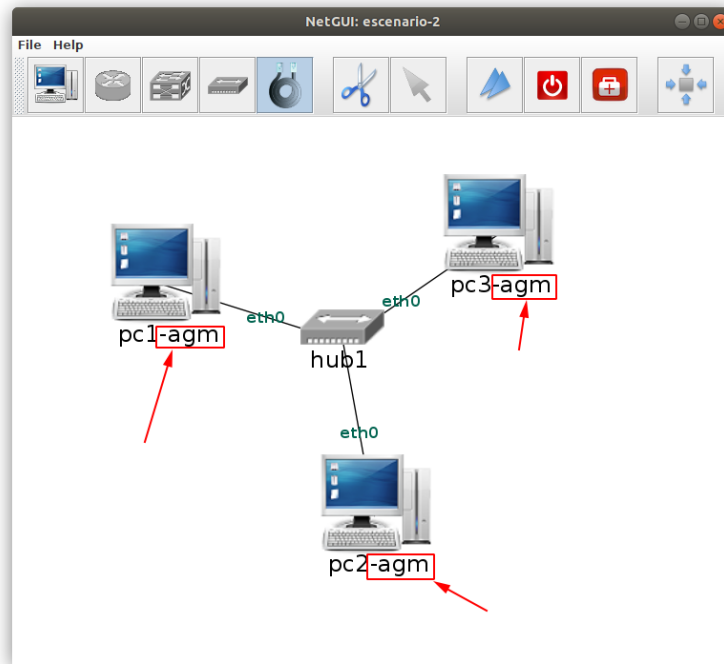 NetGUI: escenario-2
File Help
pc3-agm
eth0
pc1-agm
eth0
hub1
eth0
pc2-agm